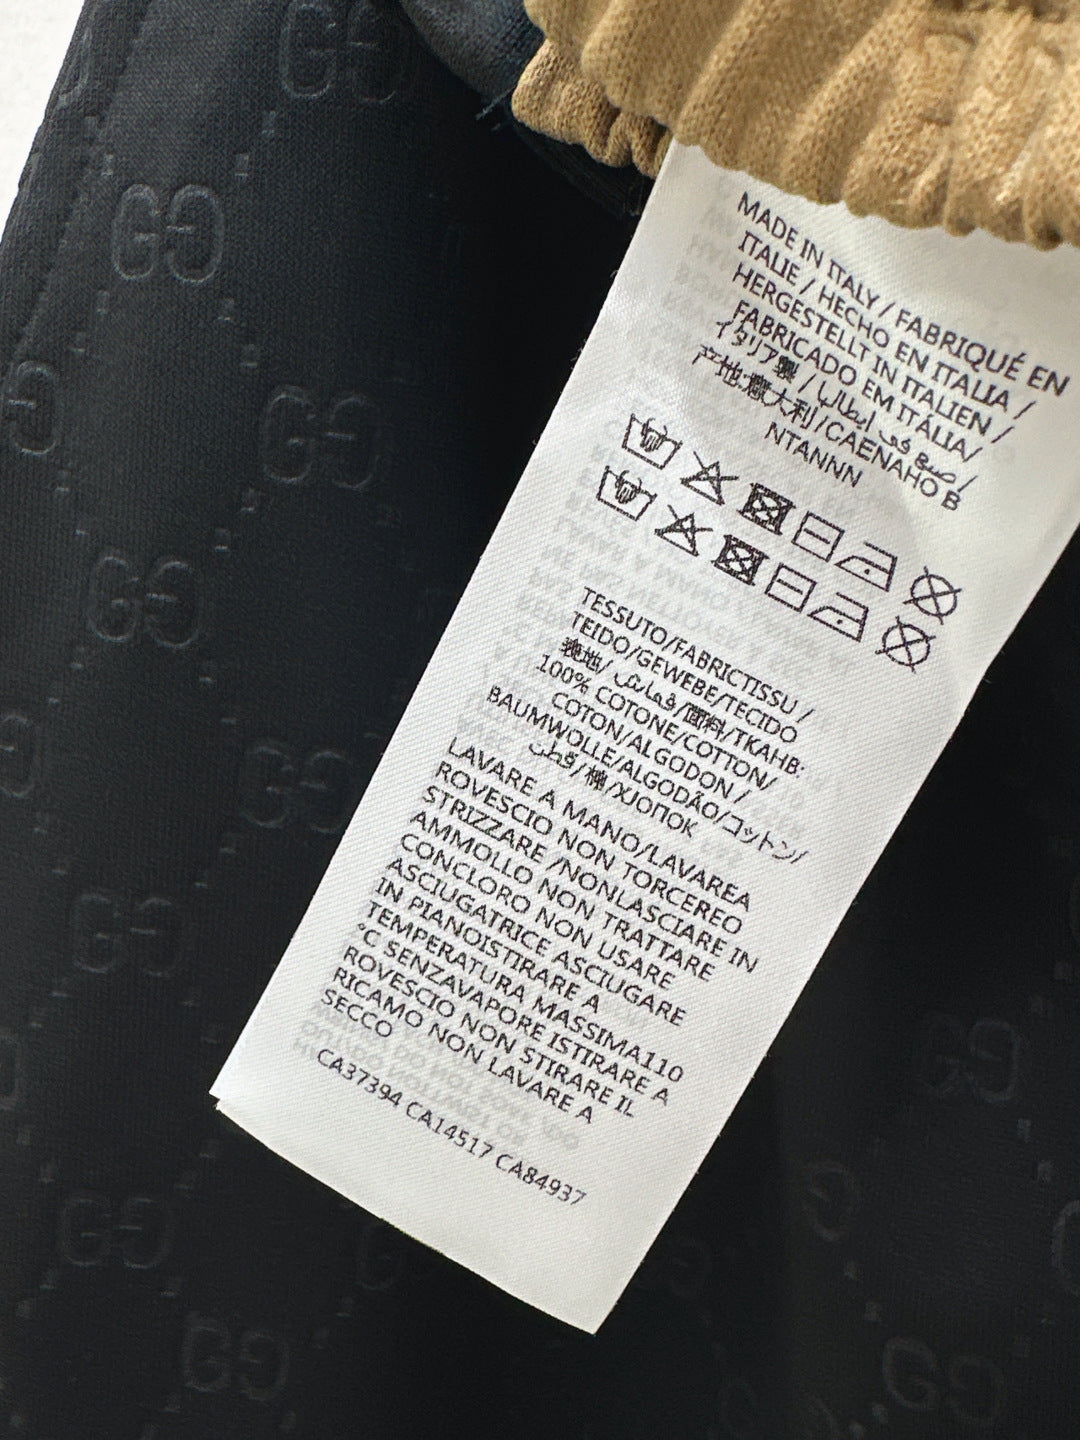 MADE IN ITALY / FABRIQUÉ EN
ITALIE / HECHO EN ITALIA /
HERGESTELLT IN ITALIEN /
FABRICADO EM ITÁLIA/
イタリア製 / صنع في ايطاليا /
产地:意大利/CAENAHO B
NTANNN
TESSUTO/FABRICTISSU /
TEIDO/GEWEBE/TECIDO
表地/ قماش/面料/TKAHB:
100% COTONE/COTTON/
COTON/ALGODON /
BAUMWOLLE/ALGODÃO/コットン/
قطن/棉/XJOПOK
LAVARE A MANO/LAVAREA
ROVESCIO NON TORCEREO
STRIZZARE /NONLASCIARE IN
AMMOLLO NON TRATTARE
CONCLORO NON USARE
ASCIUGATRICE ASCIUGARE
IN PIANOISTIRARE A
TEMPERATURA MASSIMA110
°C SENZAVAPORE ISTIRARE A
ROVESCIO NON STIRARE IL
RICAMO NON LAVARE A
SECCO
CA37394 CA14517 CA84937